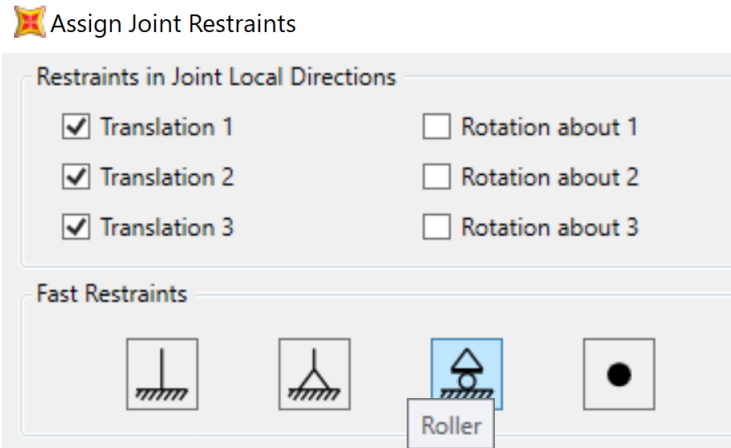 Assign Joint Restraints
Restraints in Joint Local Directions
Translation 1
Rotation about 1
Translation 2
Rotation about 2
Translation 3
Rotation about 3
Fast Restraints
Roller